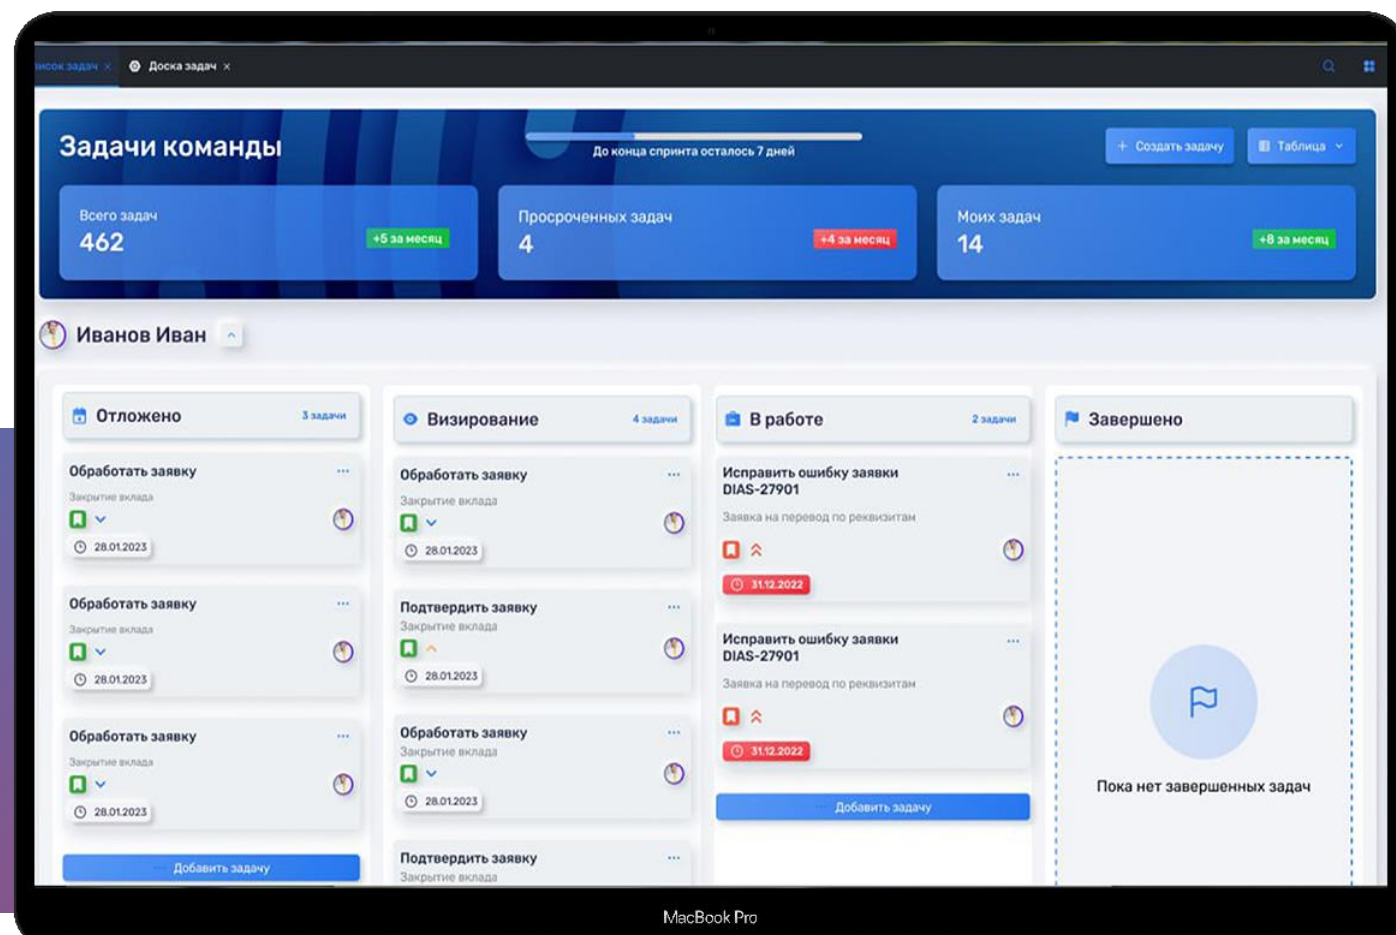 писок задач ×
Доска задач ×
Задачи команды
До конца спринта осталось 7 дней
+ Создать задачу
Таблица
Всего задач
462
+5 за месяц
Просроченных задач
4
+4 за месяц
Моих задач
14
+8 за месяц
Иванов Иван
Отложено
3 задачи
Обработать заявку
Закрытие вклада
28.01.2023
Обработать заявку
Закрытие вклада
28.01.2023
Обработать заявку
Закрытие вклада
28.01.2023
Добавить задачу
Визирование
4 задачи
Обработать заявку
Закрытие вклада
28.01.2023
Подтвердить заявку
Закрытие вклада
28.01.2023
Обработать заявку
Закрытие вклада
28.01.2023
Подтвердить заявку
Закрытие вклада
В работе
2 задачи
Исправить ошибку заявки
DIAS-27901
Заявка на перевод по реквизитам
31.12.2022
Исправить ошибку заявки
DIAS-27901
Заявка на перевод по реквизитам
31.12.2022
Добавить задачу
Завершено
Пока нет завершенных задач
MacBook Pro